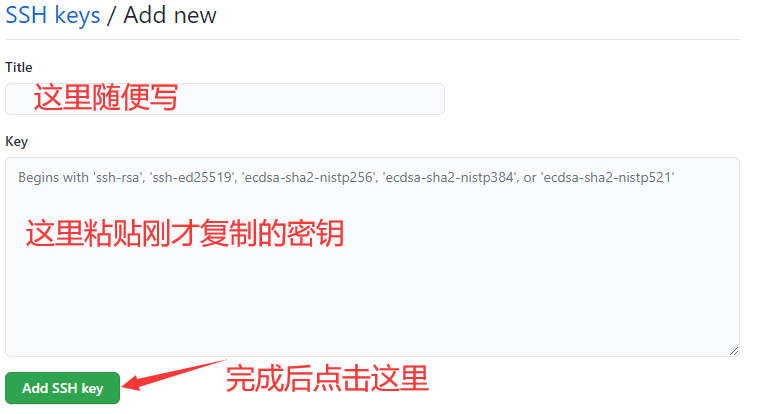 SSH keys / Add new
Title
这里随便写
Key
Begins with 'ssh-rsa', 'ssh-ed25519', 'ecdsa-sha2-nistp256', 'ecdsa-sha2-nistp384', or 'ecdsa-sha2-nistp521'
这里粘贴刚才复制的密钥
Add SSH key
完成后点击这里